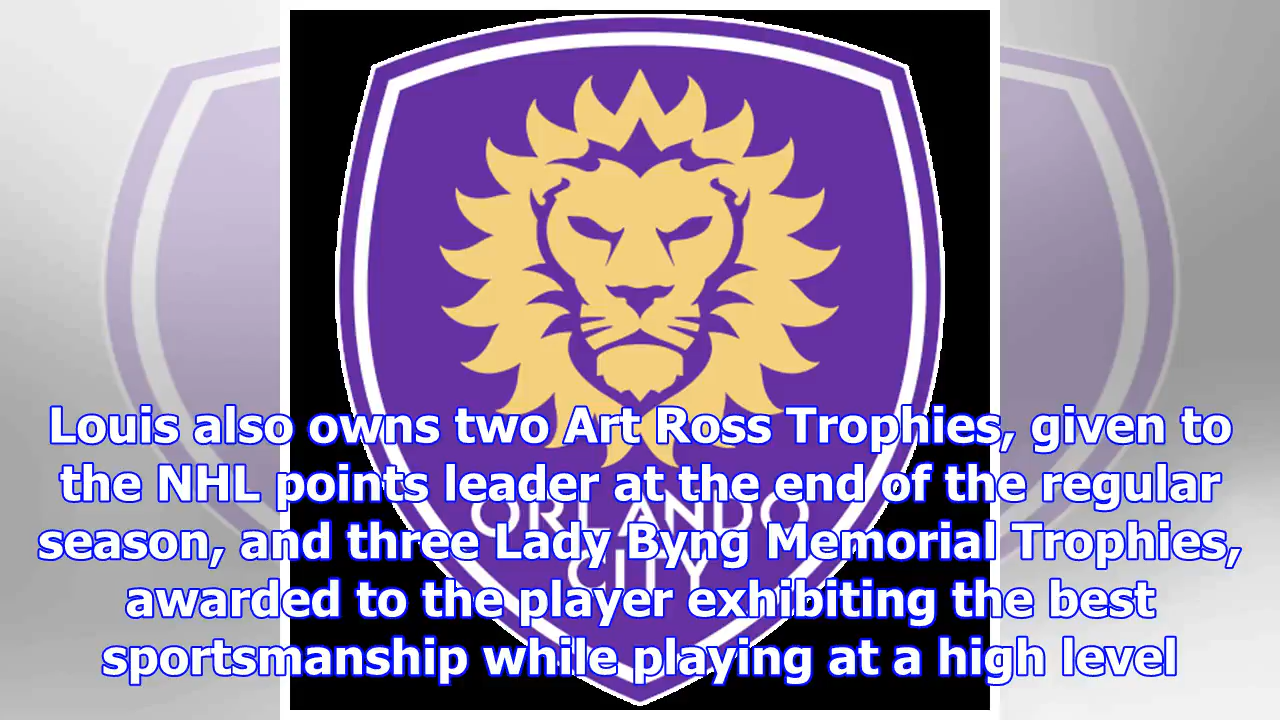 Louis also owns two Art Ross Trophies, given to
the NHL points leader at the end of the regular
ORLANDO
season, and three Lady Byng Memorial Trophies,
CITY
awarded to the player exhibiting the best
sportsmanship while playing at a high level